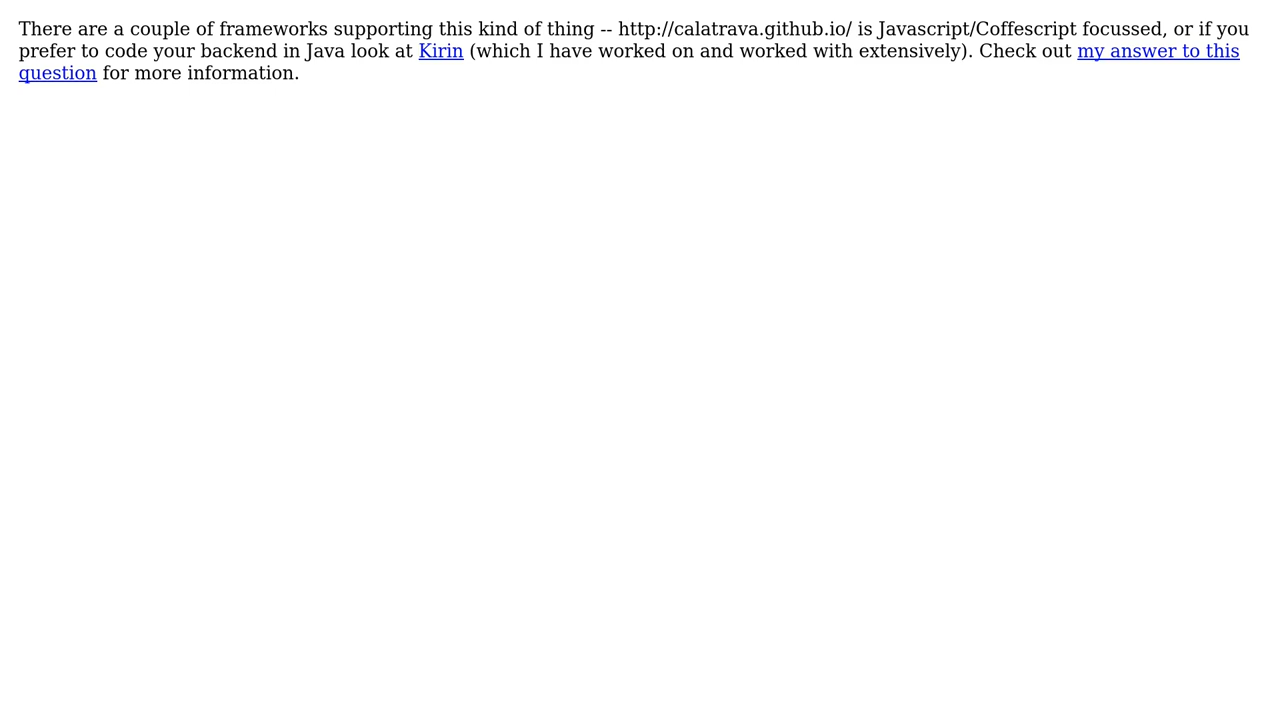 There are a couple of frameworks supporting this kind of thing -- http://calatrava.github.io/ is Javascript/Coffescript focussed, or if you
prefer to code your backend in Java look at Kirin (which I have worked on and worked with extensively). Check out my answer to this
question for more information.